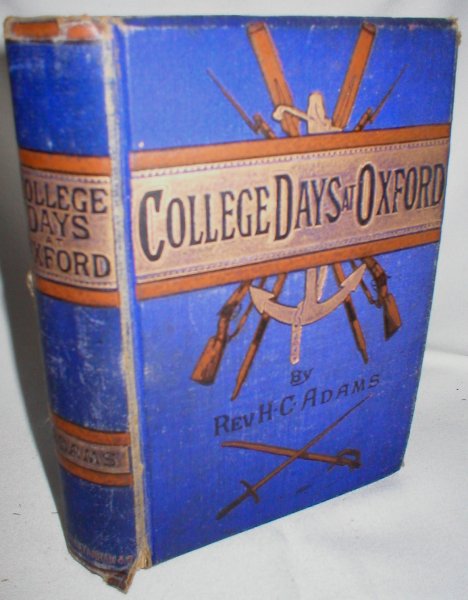 COLLEGE DAYS AT OXFORD
BY
REV H·C·ADAMS
COLLEGE
DAYS
AT
OXFORD
ADAMS